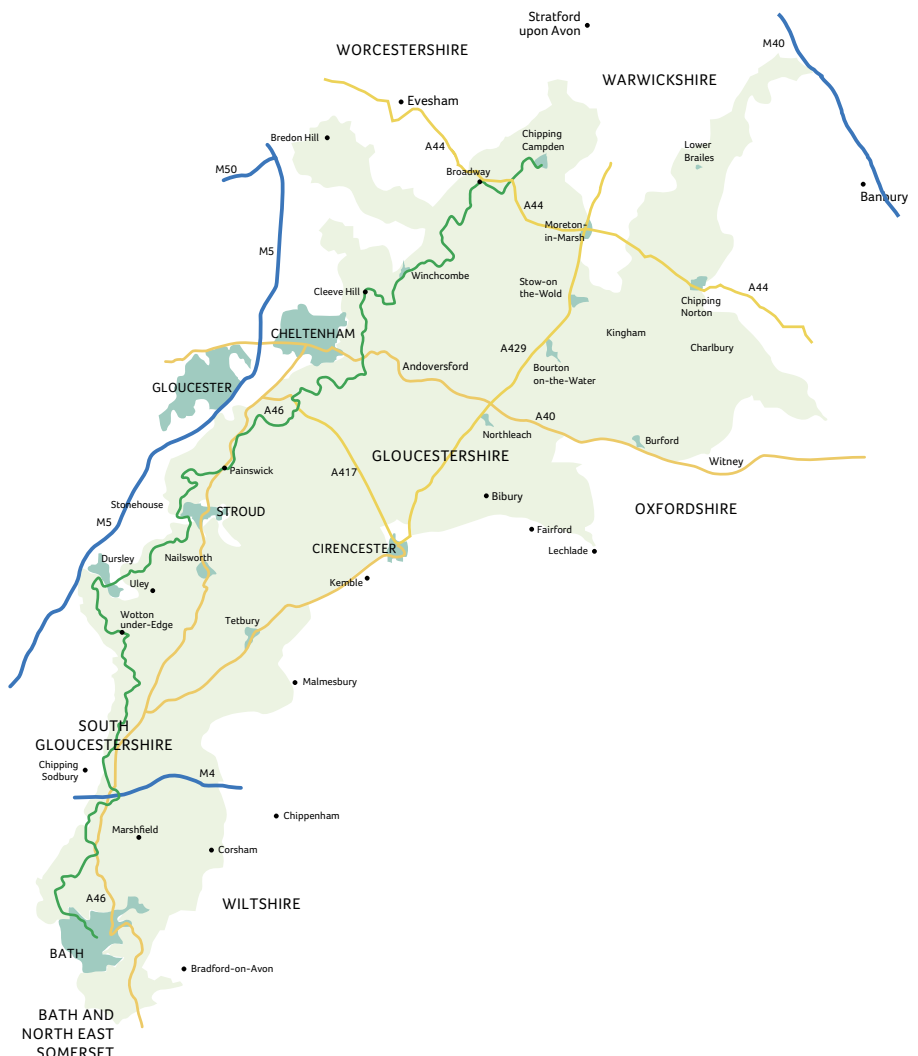 Stratford
upon Avon
M40
WORCESTERSHIRE
WARWICKSHIRE
Evesham
Bredon Hill
A44
Chipping
Campden
Lower
Brailes
M50
Broadway
Banbury
A44
Moreton-
in-Marsh
M5
Winchcombe
Cleeve Hill
Stow-on
the-Wold
A44
Chipping
Norton
CHELTENHAM
Kingham
A429
Charlbury
Andoversford
Bourton
on-the-Water
GLOUCESTER
A46
A40
Northleach
Burford
GLOUCESTERSHIRE
Witney
Painswick
A417
Bibury
Stonehouse
STROUD
OXFORDSHIRE
M5
Fairford
CIRENCESTER
Lechlade
Dursley
Nailsworth
Uley
Kemble
Wotton
under-Edge
Tetbury
Malmesbury
SOUTH
GLOUCESTERSHIRE
Chipping
Sodbury
M4
Chippenham
Marshfield
Corsham
A46
WILTSHIRE
BATH
Bradford-on-Avon
BATH AND
NORTH EAST
SOMERSET